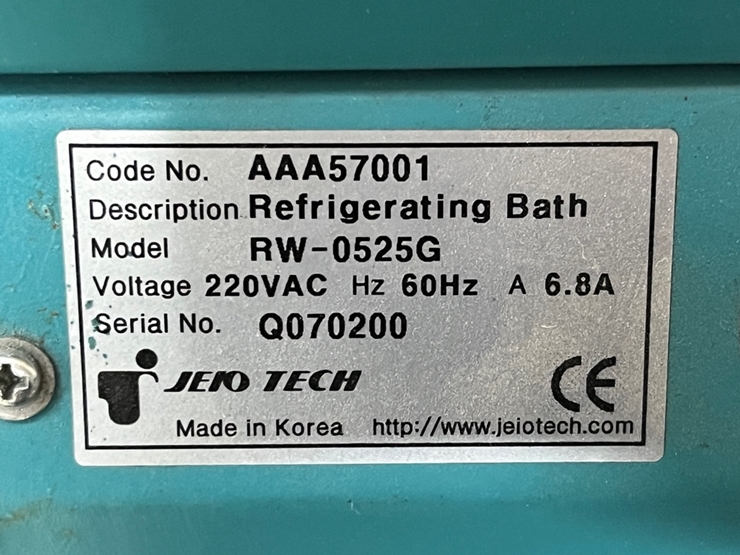 Code No. AAA57001
Description Refrigerating Bath
Model RW-0525G
Voltage 220VAC Hz 60Hz A 6.8A
Serial No. Q070200
JEIO TECH CE
Made in Korea http://www.jeiotech.com